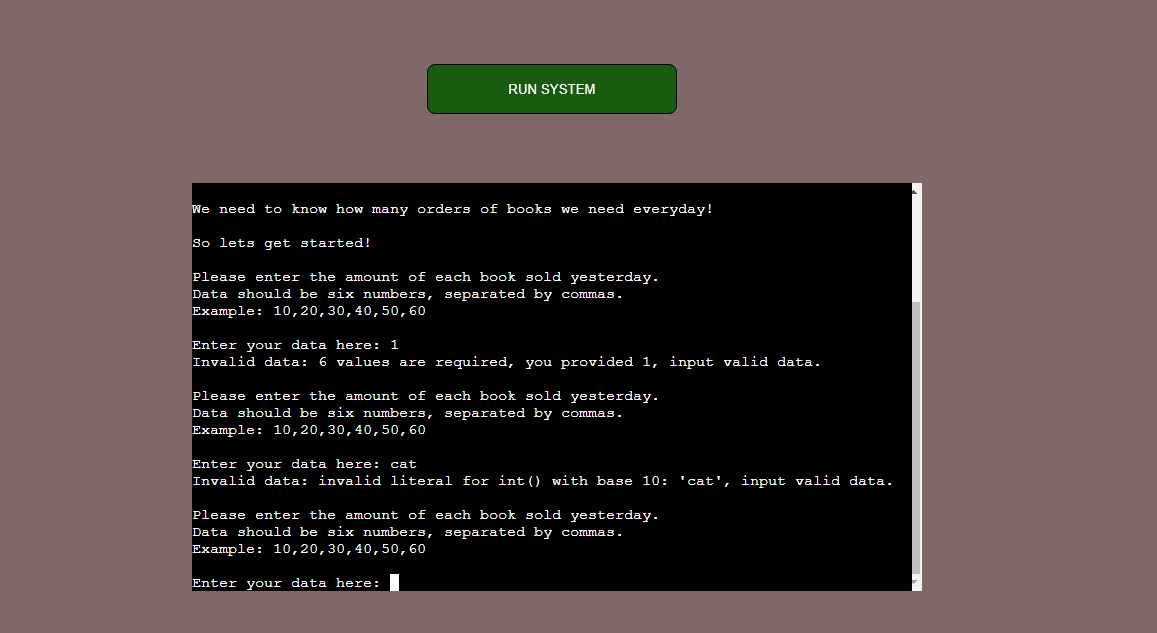 RUN SYSTEM
We need to know how many orders of books we need everyday!
So lets get started!
Please enter the amount of each book sold yesterday.
Data should be six numbers, separated by commas.
Example: 10,20,30,40,50,60
Enter your data here: 1
Invalid data: 6 values are required, you provided 1, input valid data.
Please enter the amount of each book sold yesterday.
Data should be six numbers, separated by commas.
Example: 10,20,30,40,50,60
Enter your data here: cat
Invalid data: invalid literal for int() with base 10: 'cat', input valid data.
Please enter the amount of each book sold yesterday.
Data should be six numbers, separated by commas.
Example: 10,20,30,40,50,60
Enter your data here: